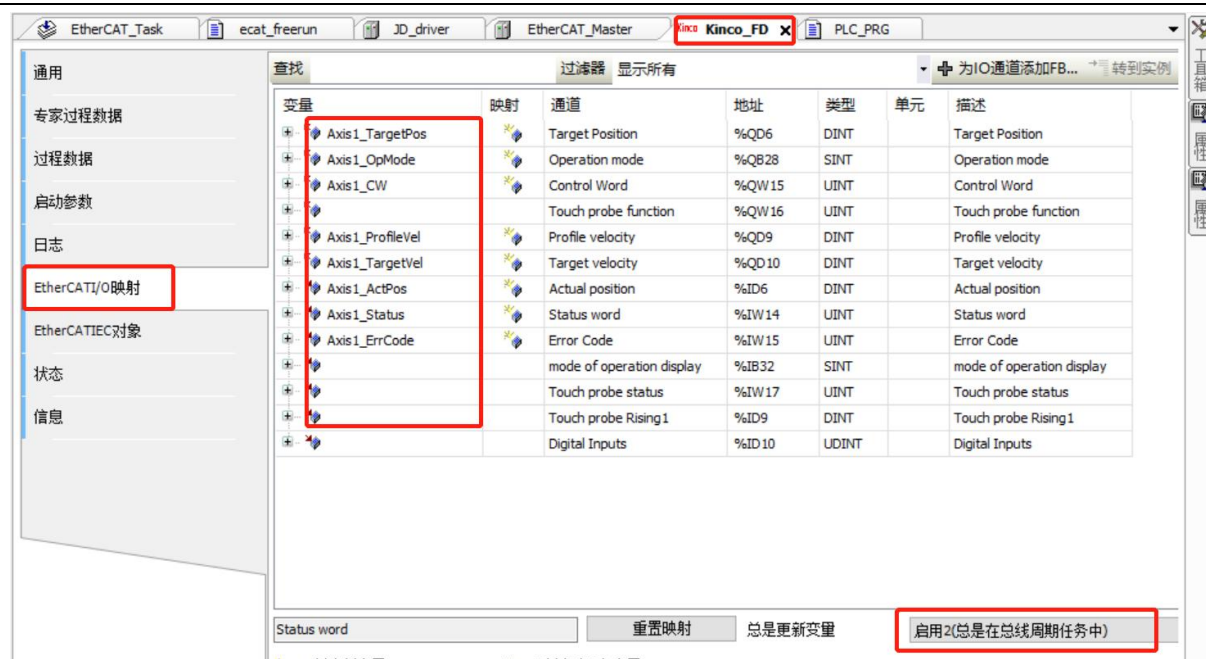 EtherCAT_Task ecat_freerun JD_driver EtherCAT_Master Kinco Kinco_FD X PLC_PRG
通用
专家过程数据
过程数据
启动参数
日志
EtherCATI/O映射
EtherCATIEC对象
状态
信息
查找 过滤器 显示所有 为IO通道添加FB... 转到实例
变量 映射 通道 地址 类型 单元 描述
Axis1_TargetPos Target Position %QD6 DINT Target Position
Axis1_OpMode Operation mode %QB28 SINT Operation mode
Axis1_CW Control Word %QW15 UINT Control Word
Touch probe function %QW16 UINT Touch probe function
Axis1_ProfileVel Profile velocity %QD9 DINT Profile velocity
Axis1_TargetVel Target velocity %QD10 DINT Target velocity
Axis1_ActPos Actual position %ID6 DINT Actual position
Axis1_Status Status word %IW14 UINT Status word
Axis1_ErrCode Error Code %IW15 UINT Error Code
mode of operation display %IB32 SINT mode of operation display
Touch probe status %IW17 UINT Touch probe status
Touch probe Rising1 %ID9 DINT Touch probe Rising1
Digital Inputs %ID10 UDINT Digital Inputs
Status word 重置映射 总是更新变量 启用2(总是在总线周期任务中)
工具箱
属性
属性